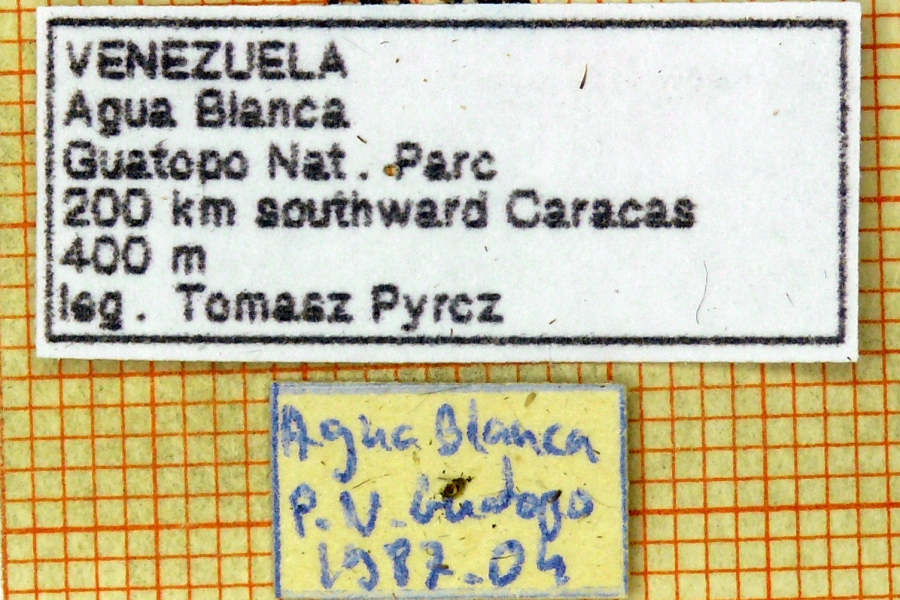 VENEZUELA
Agua Blanca
Guatopo Nat. Parc
200 km southward Caracas
400 m
leg. Tomasz Pyrcz
Agua Blanca
P.V. Guatopo
1987-04